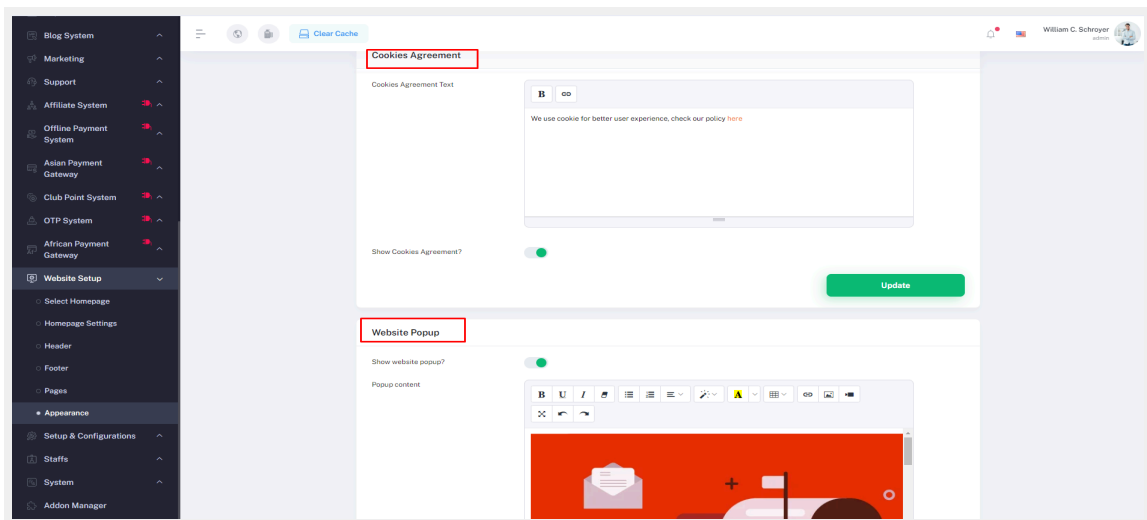 Blog System
Marketing
Support
Affiliate System
Offline Payment
System
Asian Payment
Gateway
Club Point System
OTP System
African Payment
Gateway
Website Setup
Select Homepage
Homepage Settings
Header
Footer
Pages
Appearance
Setup & Configurations
Staffs
System
Addon Manager
Clear Cache
William C. Schroyer
admin
Cookies Agreement
Cookies Agreement Text
B
We use cookie for better user experience, check our policy here
Show Cookies Agreement?
Update
Website Popup
Show website popup?
Popup content
B U I A